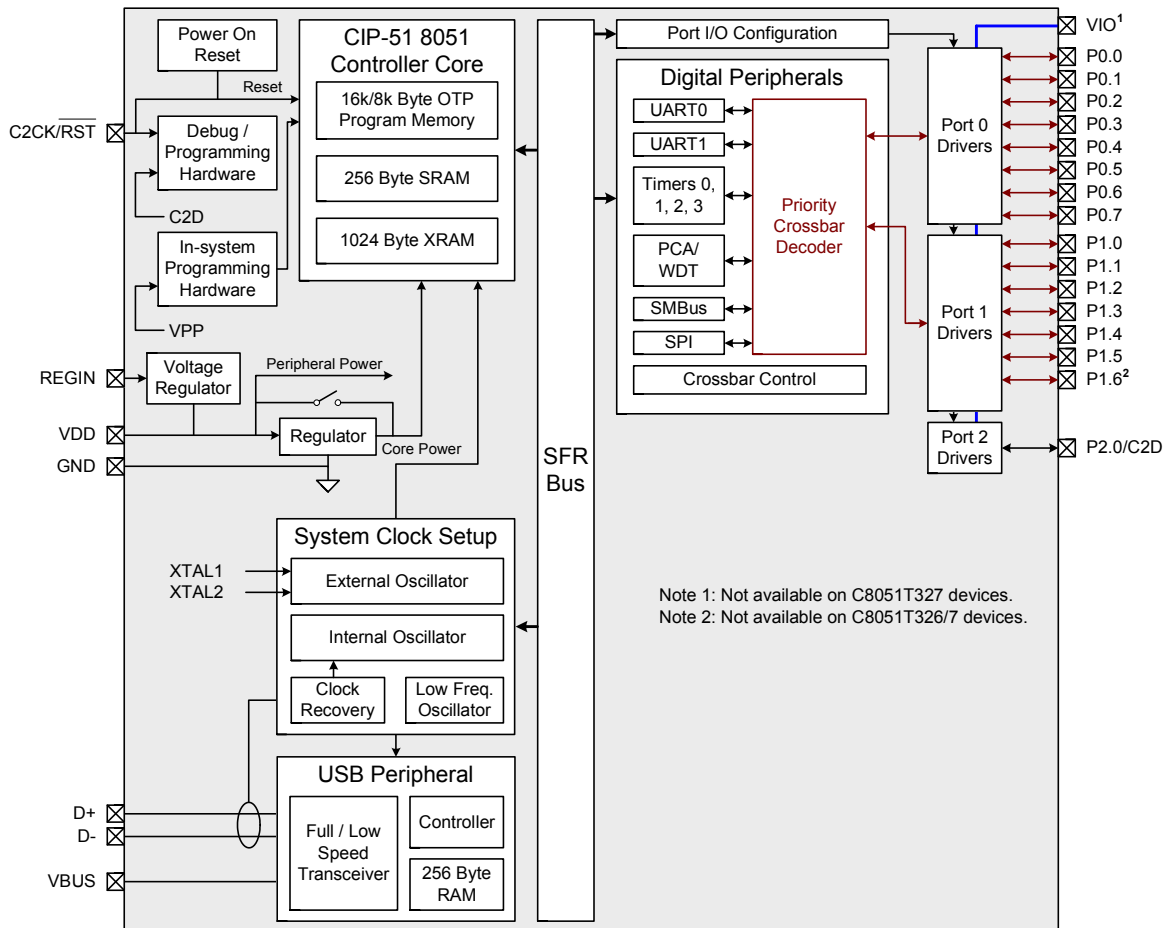 Power On
Reset
Reset
C2CK/RST
Debug /
Programming
Hardware
C2D
In-system
Programming
Hardware
VPP
CIP-51 8051
Controller Core
16k/8k Byte OTP
Program Memory
256 Byte SRAM
1024 Byte XRAM
REGIN
Voltage
Regulator
Peripheral Power
VDD
Regulator
Core Power
GND
System Clock Setup
XTAL1
XTAL2
External Oscillator
Internal Oscillator
Clock
Recovery
Low Freq.
Oscillator
USB Peripheral
D+
D-
VBUS
Full / Low
Speed
Transceiver
Controller
256 Byte
RAM
SFR
Bus
Port I/O Configuration
Digital Peripherals
UART0
UART1
Timers 0,
1, 2, 3
PCA/
WDT
SMBus
SPI
Priority
Crossbar
Decoder
Crossbar Control
Port 0
Drivers
Port 1
Drivers
Port 2
Drivers
VIO¹
P0.0
P0.1
P0.2
P0.3
P0.4
P0.5
P0.6
P0.7
P1.0
P1.1
P1.2
P1.3
P1.4
P1.5
P1.6²
P2.0/C2D
Note 1: Not available on C8051T327 devices.
Note 2: Not available on C8051T326/7 devices.